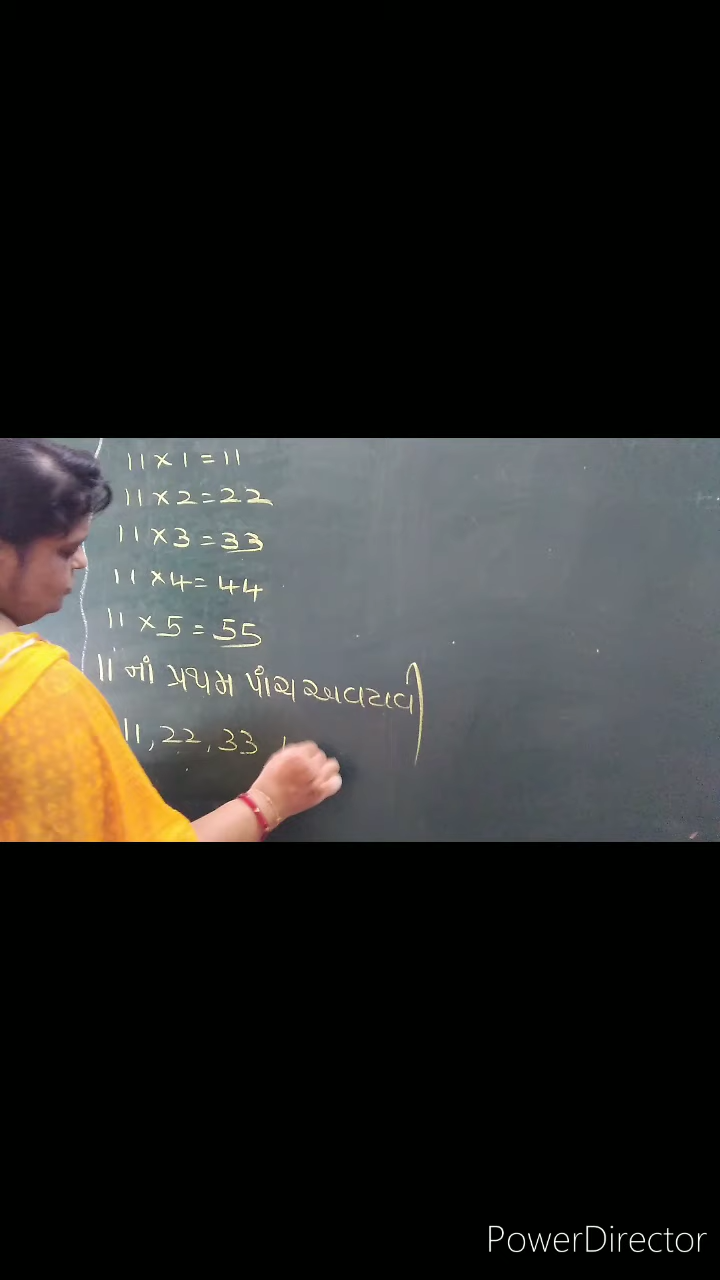 11 × 1 = 11
11 × 2 = 22
11 × 3 = 33
11 × 4 = 44
11 × 5 = 55
11 નાં પ્રથમ પાંચ અવયવ
11, 22, 33
PowerDirector